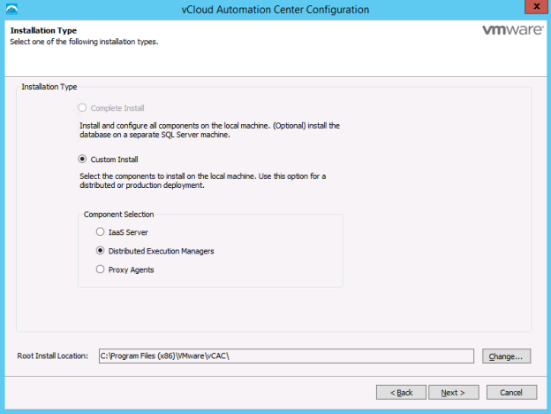 vCloud Automation Center Configuration
x
Installation Type
Select one of the following installation types.
vmware
Installation Type
Complete Install
Install and configure all components on the local machine. (Optional) install the
database on a separate SQL Server machine.
Custom Install
Select the components to install on the local machine. Use this option for a
distributed or production deployment.
Component Selection
IaaS Server
Distributed Execution Managers
Proxy Agents
Root Install Location: C:\Program Files (x86)\VMware\vCAC\ Change...
< Back Next > Cancel